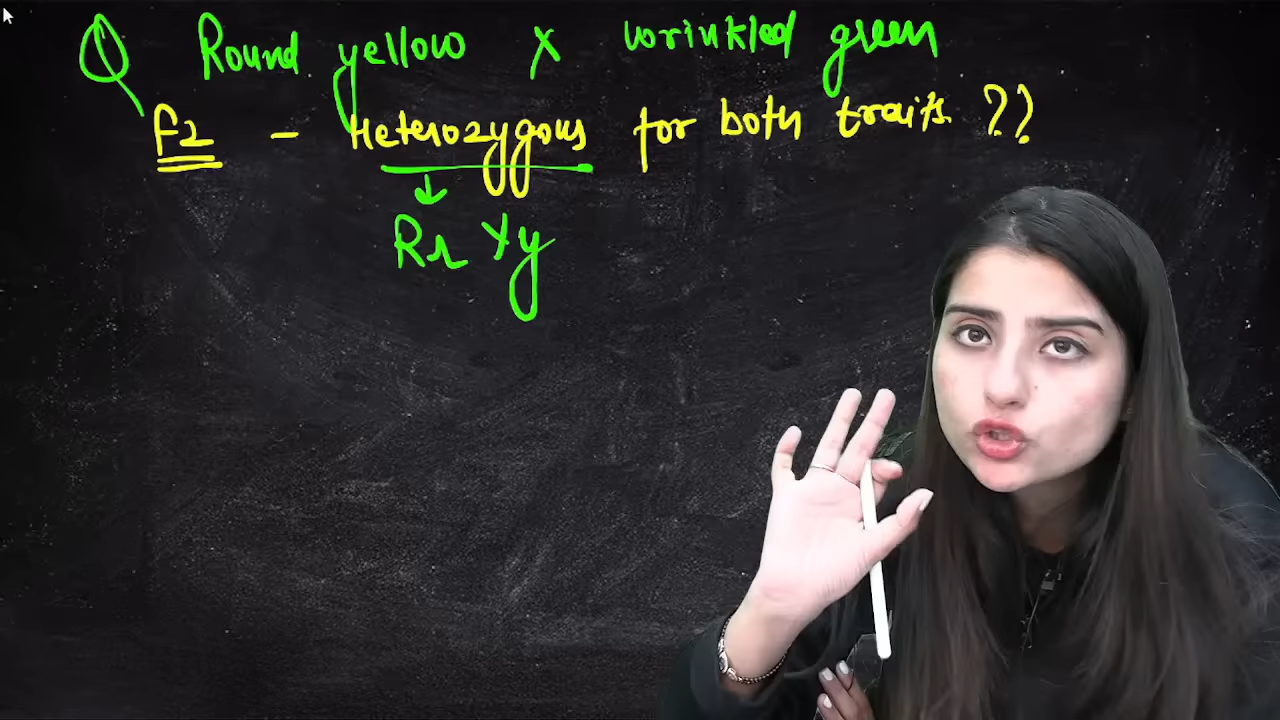 Q Round yellow X wrinkled green
F2 - Heterozygous for both traits ??
Rr Yy